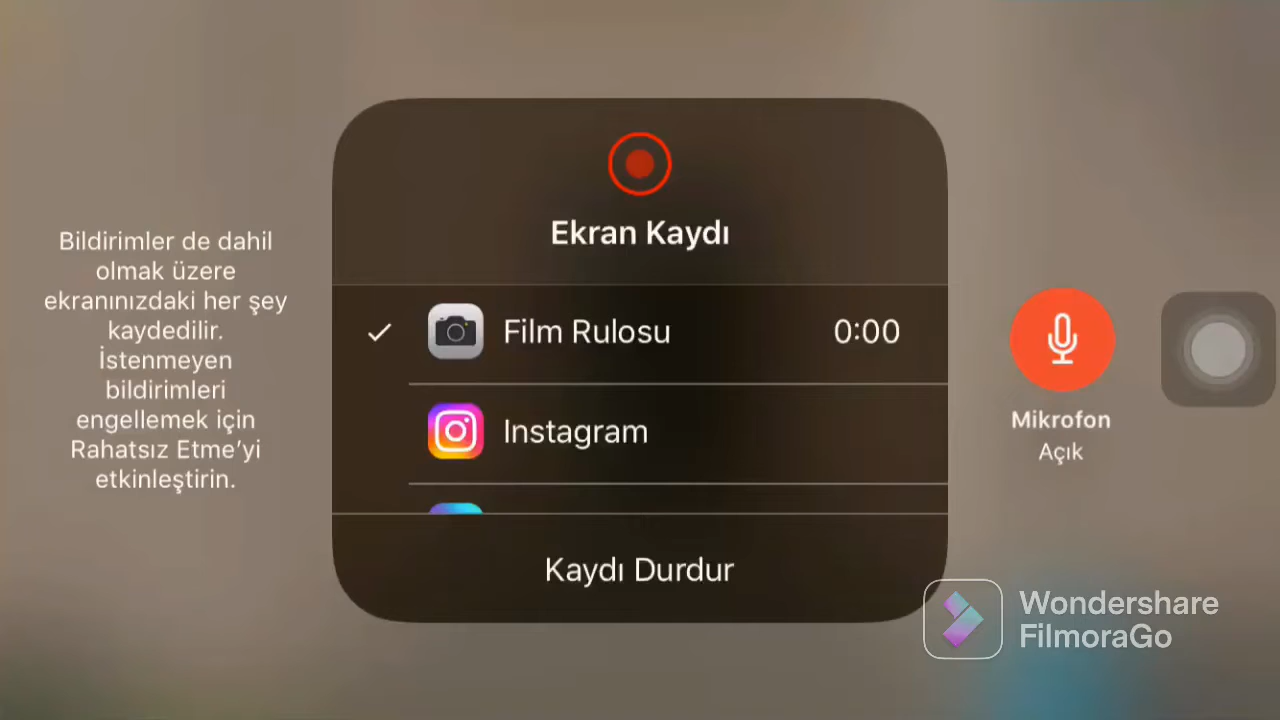 Ekran Kaydı
Bildirimler de dahil
olmak üzere
ekranınızdaki her şey
kaydedilir.
İstenmeyen
bildirimleri
engellemek için
Rahatsız Etme’yi
etkinleştirin.
Film Rulosu 0:00
Instagram
Kaydı Durdur
Mikrofon
Açık
Wondershare
FilmoraGo